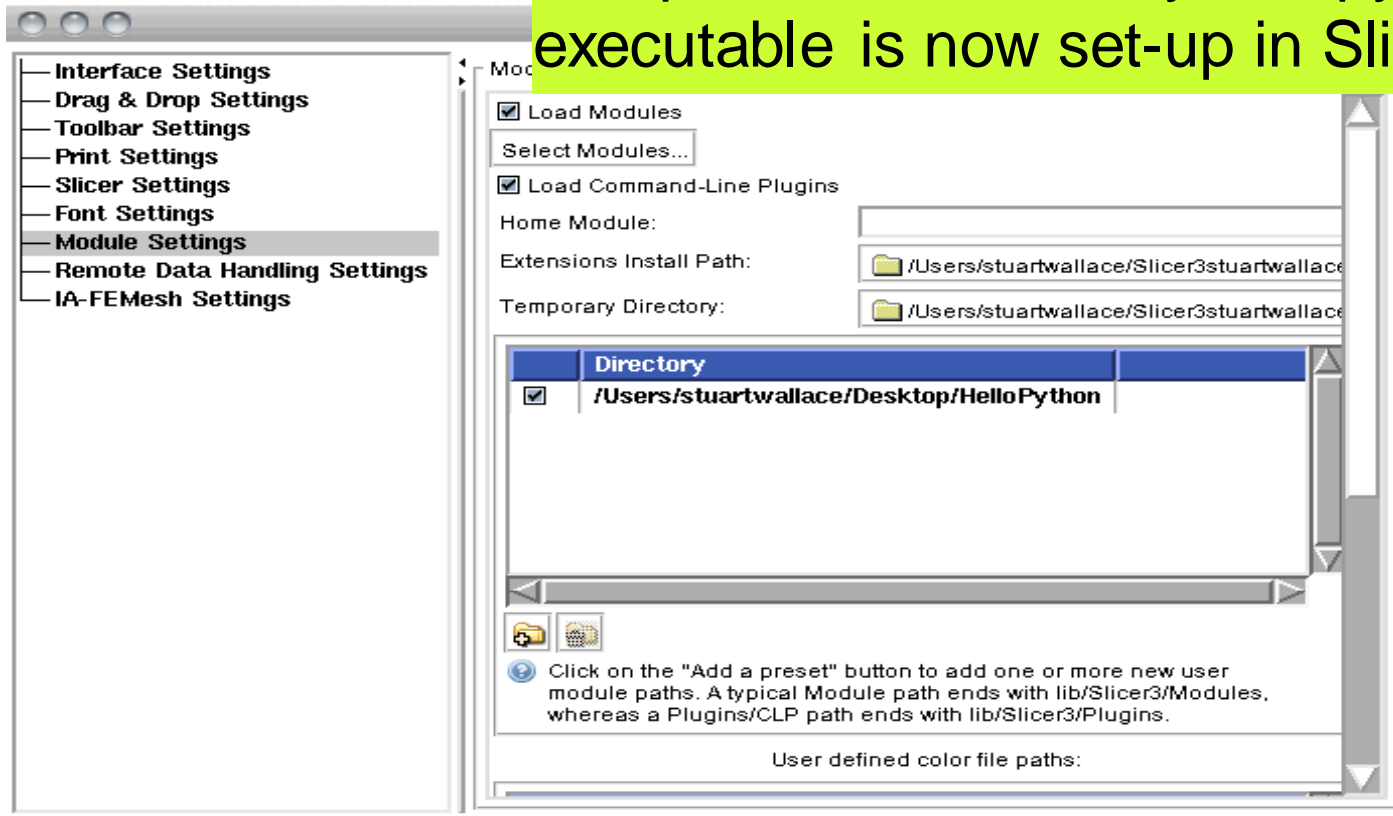 executable is now set-up in Sli
Interface Settings
Drag & Drop Settings
Toolbar Settings
Print Settings
Slicer Settings
Font Settings
Module Settings
Remote Data Handling Settings
IA-FEMesh Settings
Load Modules
Select Modules...
Load Command-Line Plugins
Home Module:
Extensions Install Path: /Users/stuartwallace/Slicer3stuartwallace
Temporary Directory: /Users/stuartwallace/Slicer3stuartwallace
Directory
/Users/stuartwallace/Desktop/HelloPython
Click on the "Add a preset" button to add one or more new user
module paths. A typical Module path ends with lib/Slicer3/Modules,
whereas a Plugins/CLP path ends with lib/Slicer3/Plugins.
User defined color file paths: